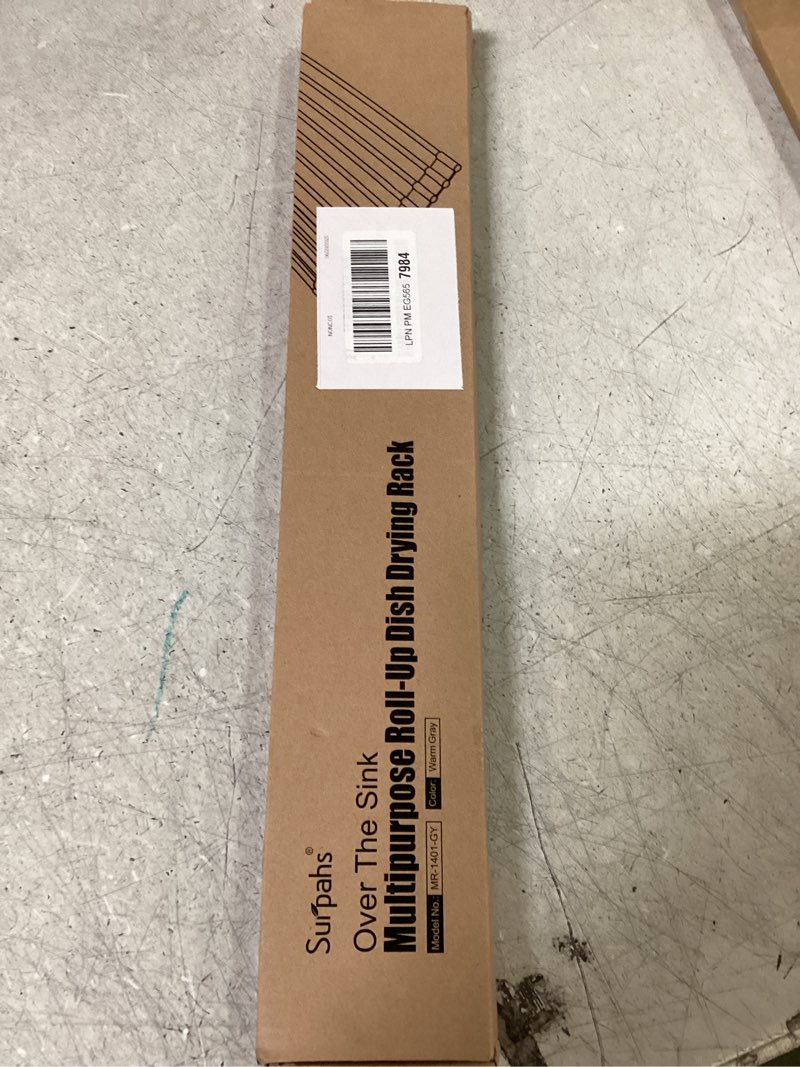 Surpahs®
Over The Sink
Multipurpose Roll-Up Dish Drying Rack
Model No.: MR-1401-GY Color: Warm Gray
LPN PM EG565 7984